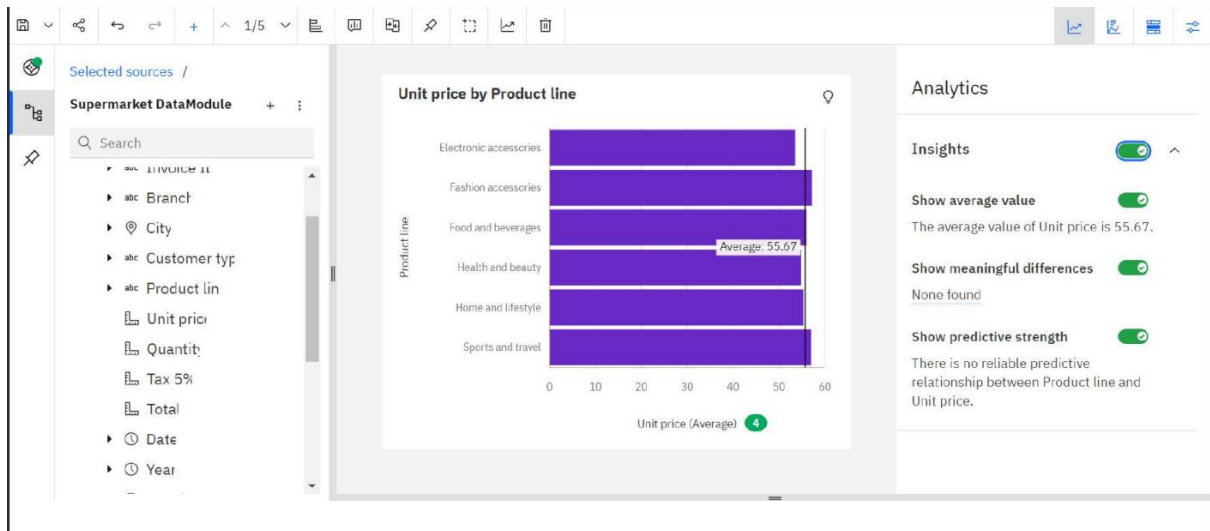 1/5
Selected sources /
Supermarket DataModule
Search
abc Branch
City
abc Customer typ
abc Product lin
Unit price
Quantity
Tax 5%
Total
Date
Year
Unit price by Product line
Product line
Electronic accessories
Fashion accessories
Food and beverages
Average: 55.67
Health and beauty
Home and lifestyle
Sports and travel
0 10 20 30 40 50 60
Unit price (Average) 4
Analytics
Insights
Show average value
The average value of Unit price is 55.67.
Show meaningful differences
None found
Show predictive strength
There is no reliable predictive
relationship between Product line and
Unit price.